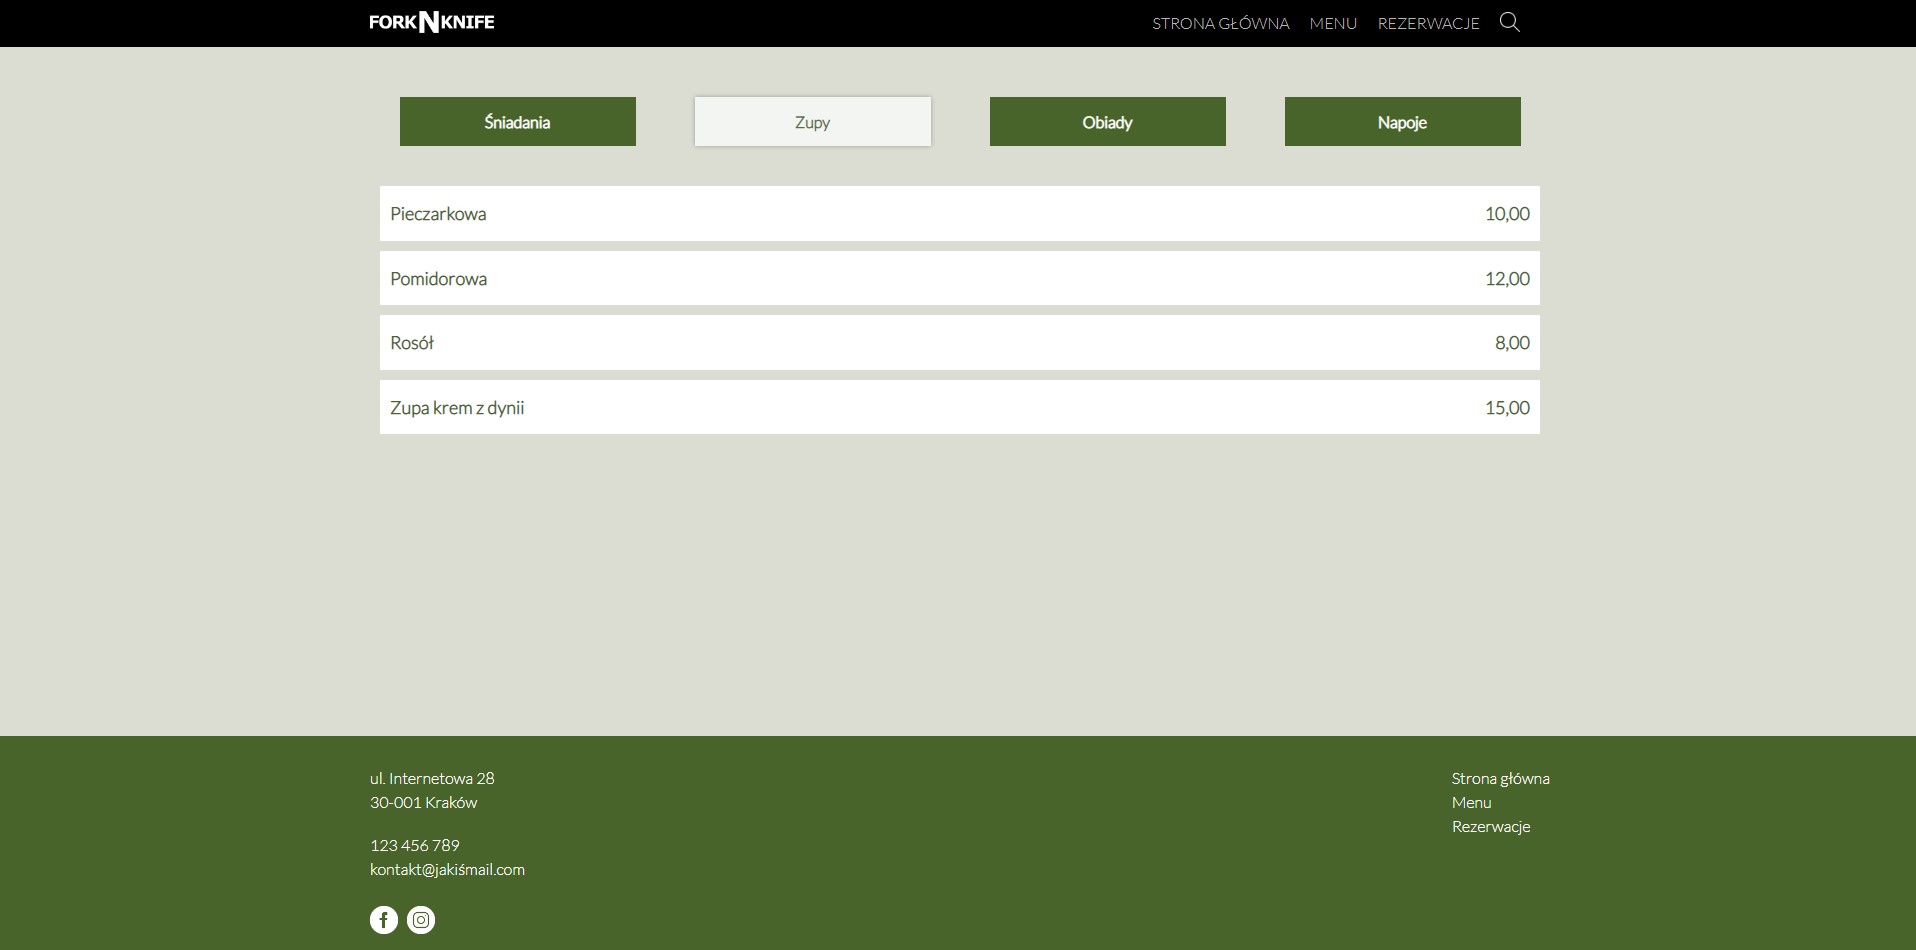 FORKNKNIFE
STRONA GŁÓWNA MENU REZERWACJE
Śniadania Zupy Obiady Napoje
Pieczarkowa 10,00
Pomidorowa 12,00
Rosół 8,00
Zupa krem z dynii 15,00
ul. Internetowa 28
30-001 Kraków
123 456 789
kontakt@jakiśmail.com
Strona główna
Menu
Rezerwacje